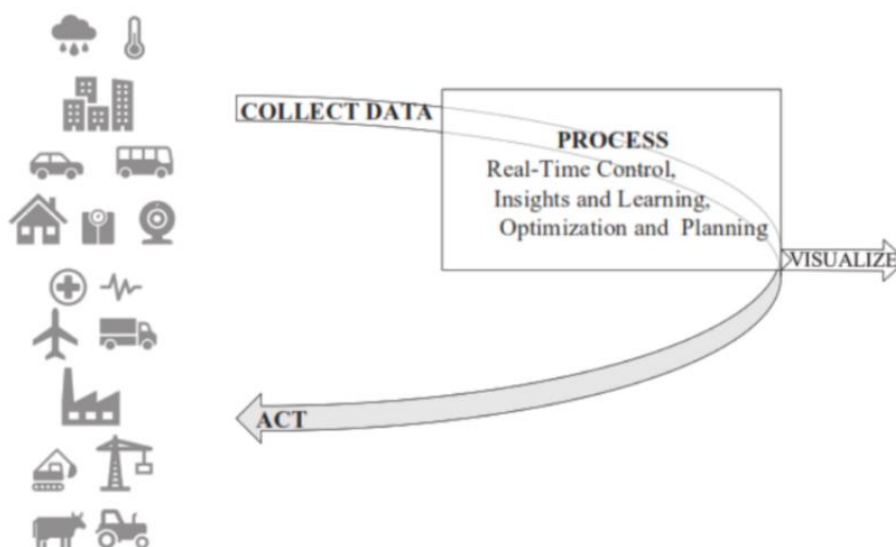 COLLECT DATA
PROCESS
Real-Time Control,
Insights and Learning,
Optimization and Planning
VISUALIZE
ACT